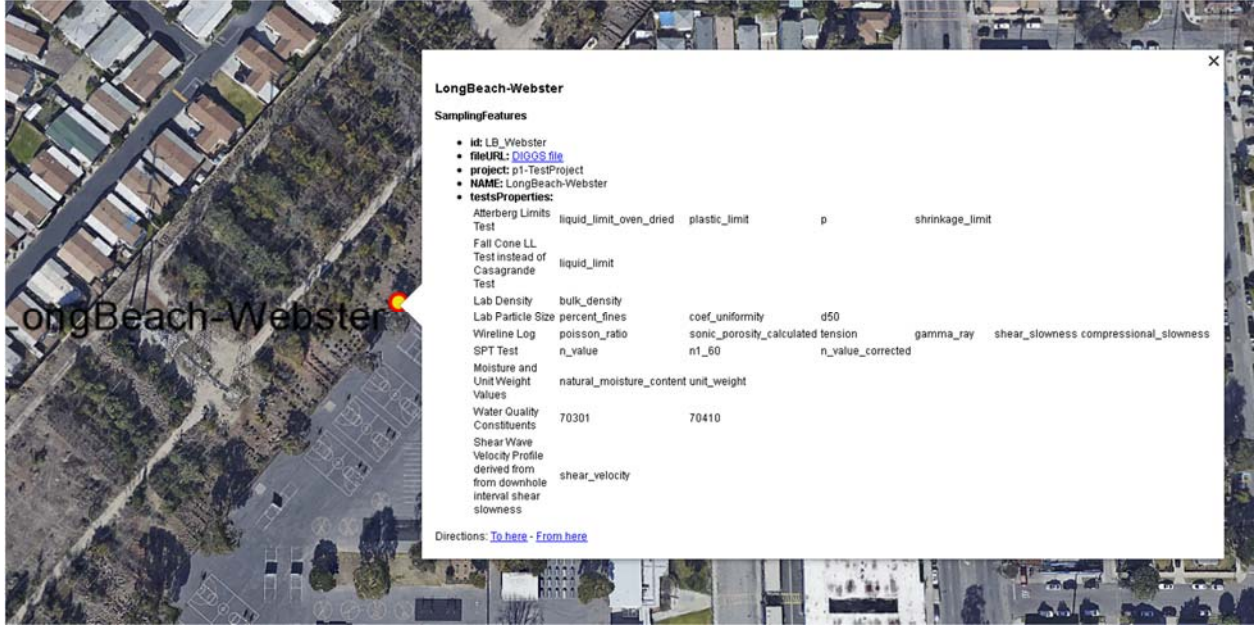 LongBeach-Webster
SamplingFeatures
id: LB_Webster
fileURL: DIGGS file
project: p1-TestProject
NAME: LongBeach-Webster
testsProperties:
Atterberg Limits
Test
liquid_limit_oven_dried plastic_limit p shrinkage_limit
Fall Cone LL
Test instead of
Casagrande
Test
liquid_limit
Lab Density bulk_density
Lab Particle Size percent_fines coef_uniformity d50
Wireline Log poisson_ratio sonic_porosity_calculated tension gamma_ray shear_slowness compressional_slowness
SPT Test n_value n1_60 n_value_corrected
Moisture and
Unit Weight
Values
natural_moisture_content unit_weight
Water Quality
Constituents
70301 70410
Shear Wave
Velocity Profile
derived from
from downhole
interval shear
slowness
shear_velocity
Directions: To here - From here
ongBeach-Webster